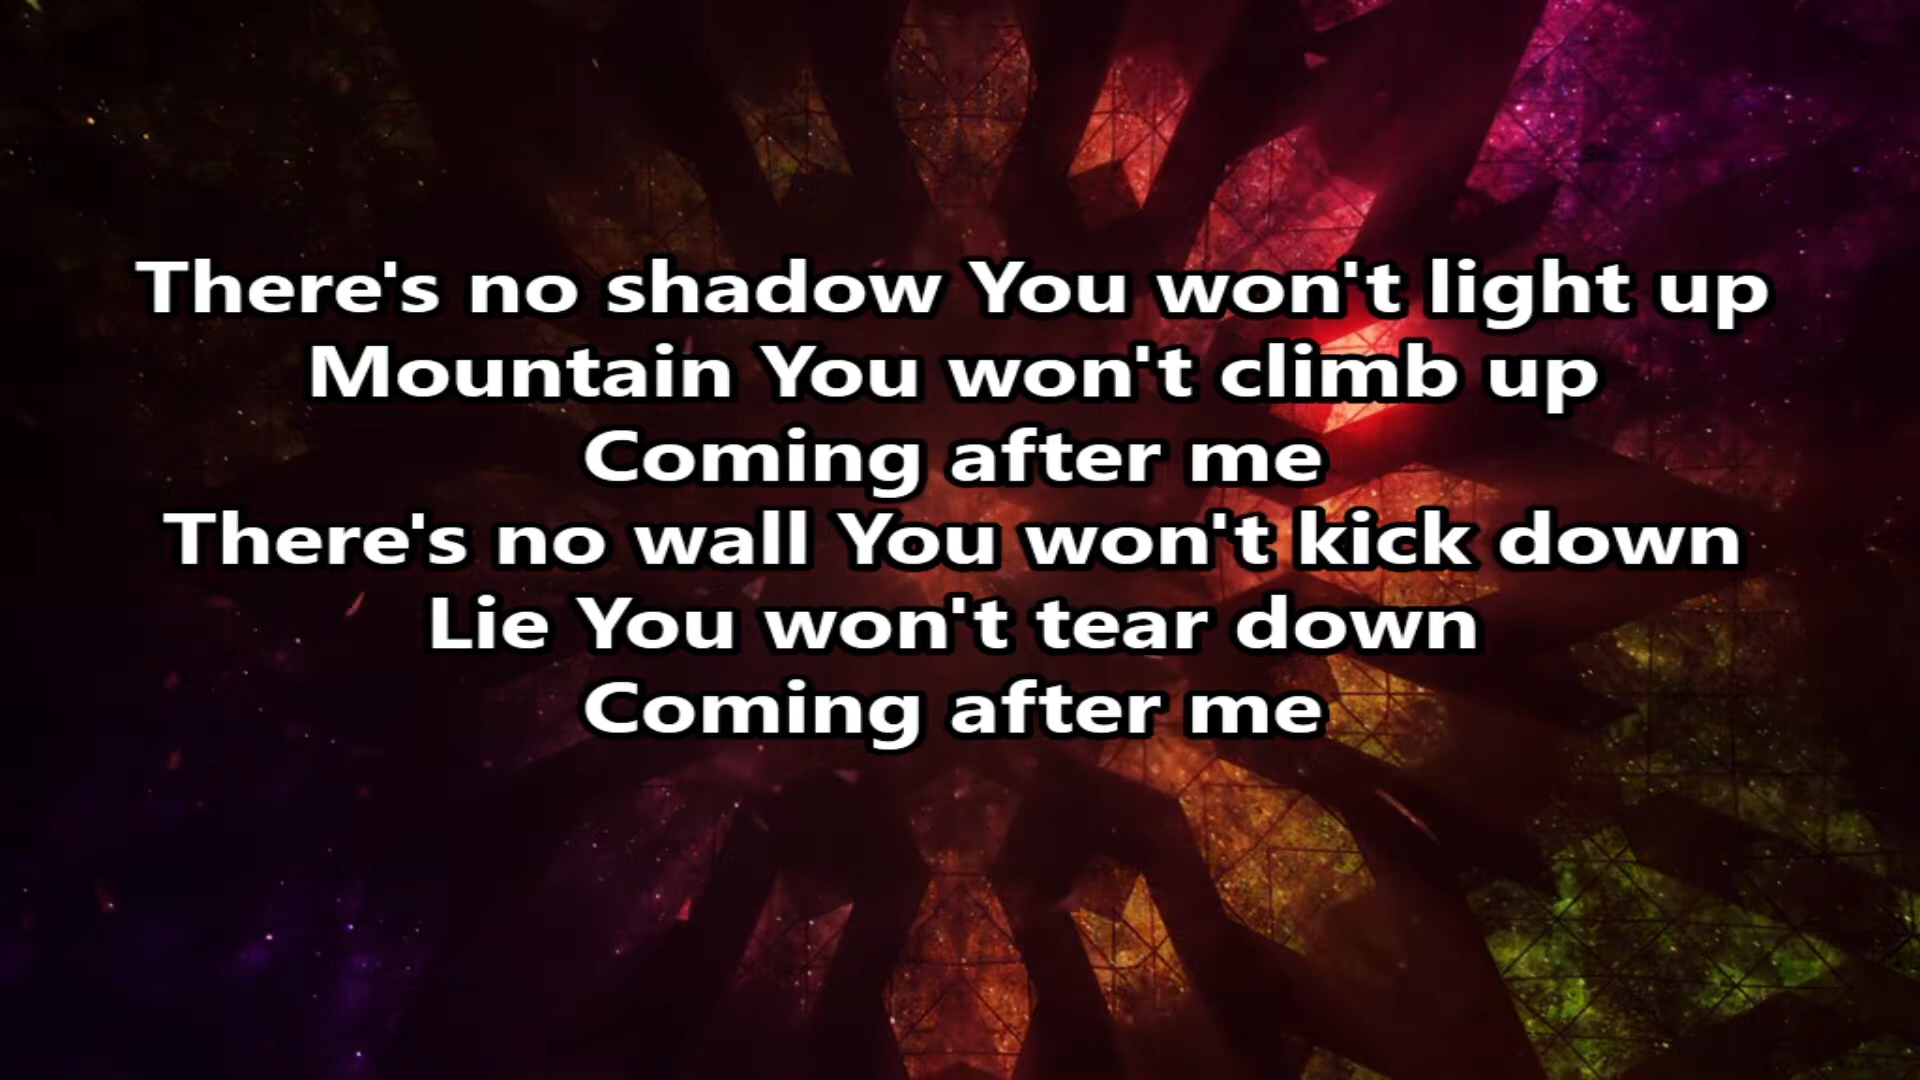 There's no shadow You won't light up
Mountain You won't climb up
Coming after me
There's no wall You won't kick down
Lie You won't tear down
Coming after me